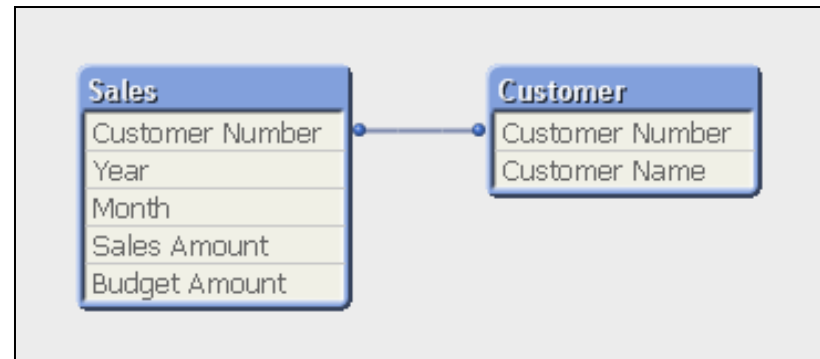 Sales
Customer Number
Year
Month
Sales Amount
Budget Amount
Customer
Customer Number
Customer Name